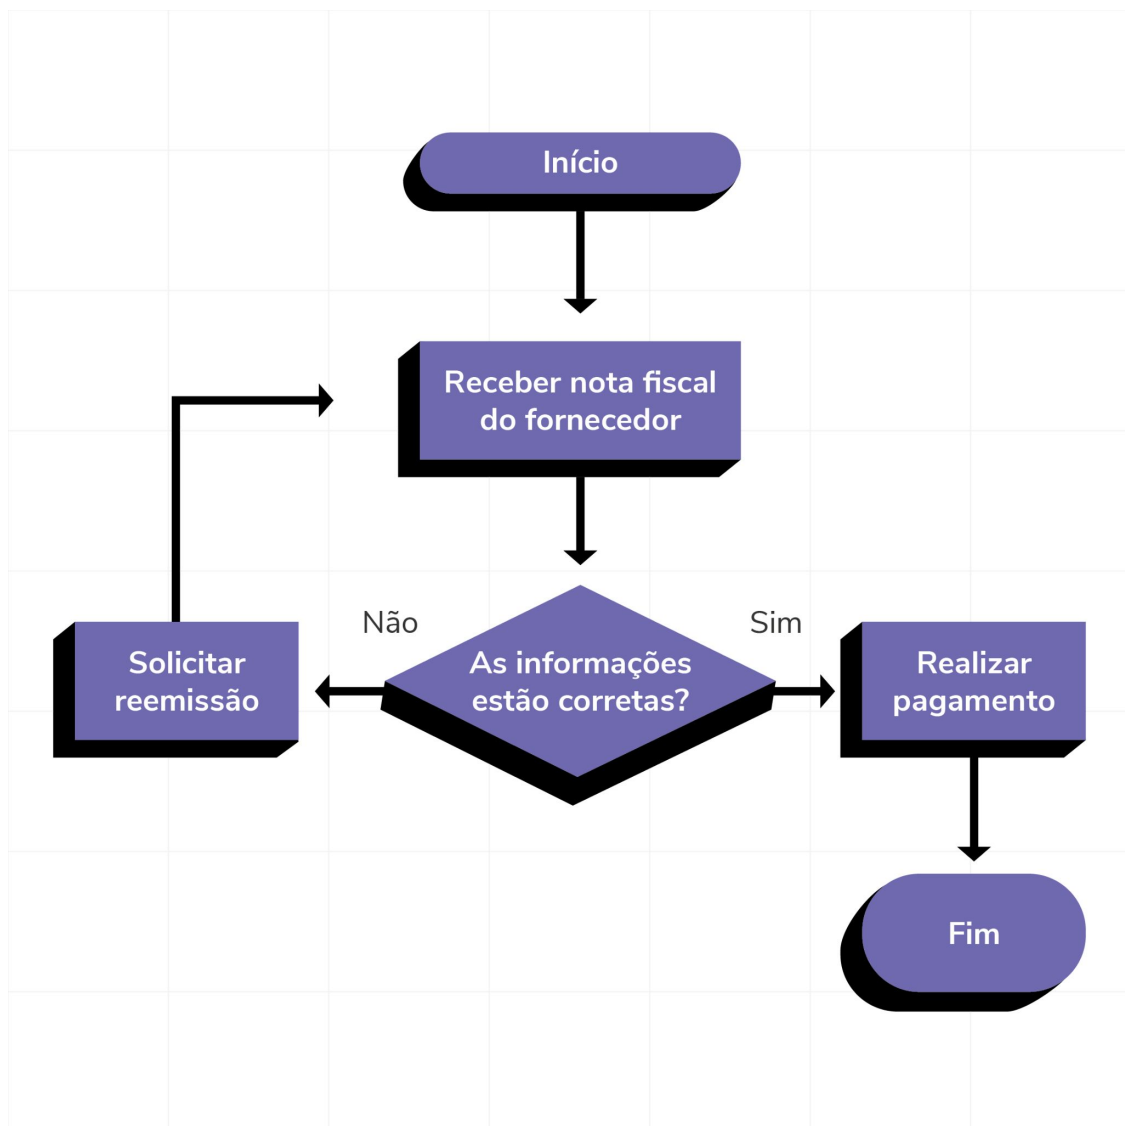 Início
Receber nota fiscal
do fornecedor
Não
Sim
Solicitar
reemissão
As informações
estão corretas?
Realizar
pagamento
Fim